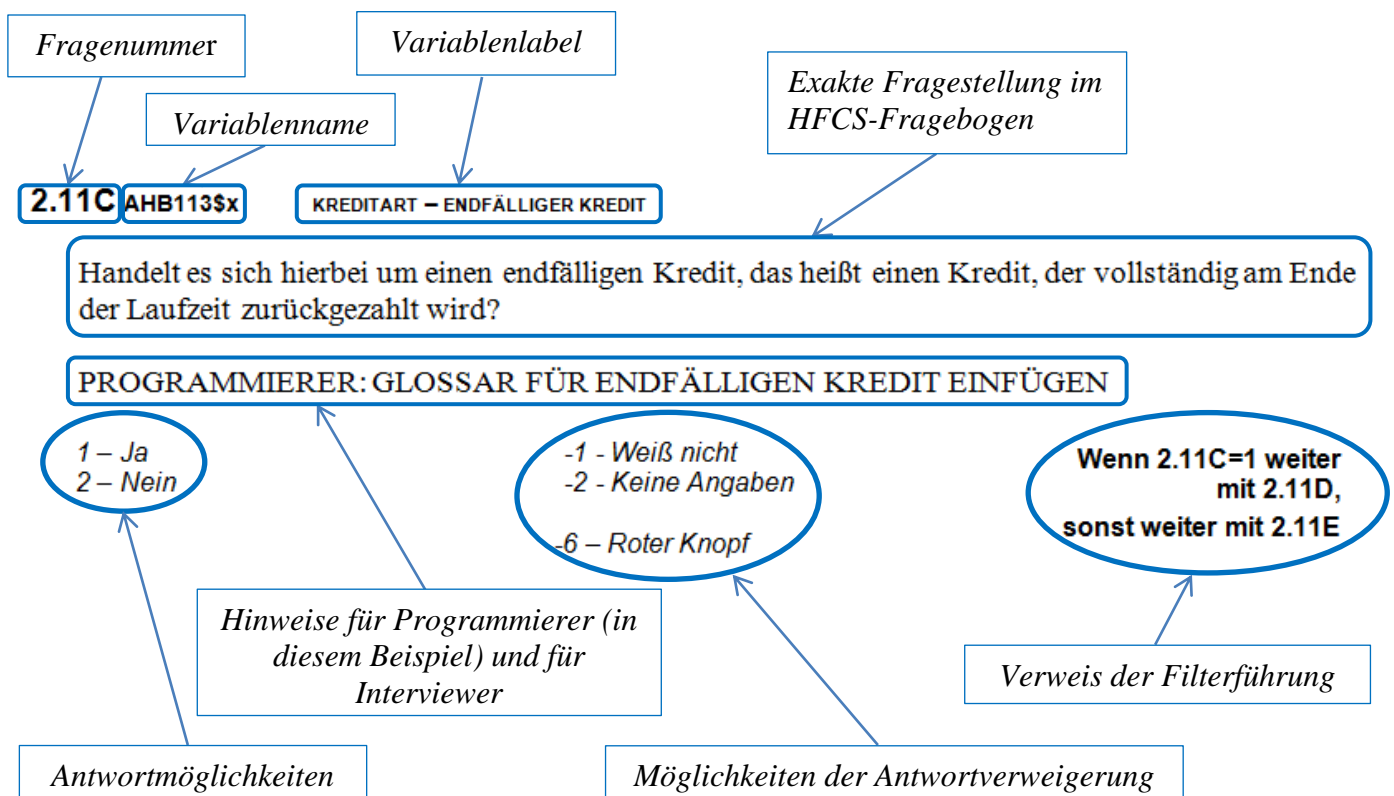 Fragenummer
Variablenlabel
Exakte Fragestellung im
HFCS-Fragebogen
Variablenname
2.11C AHB113$x KREDITART – ENDFÄLLIGER KREDIT
Handelt es sich hierbei um einen endfälligen Kredit, das heißt einen Kredit, der vollständig am Ende
der Laufzeit zurückgezahlt wird?
PROGRAMMIERER: GLOSSAR FÜR ENDFÄLLIGEN KREDIT EINFÜGEN
1 – Ja
2 – Nein
-1 - Weiß nicht
-2 - Keine Angaben
-6 – Roter Knopf
Wenn 2.11C=1 weiter
mit 2.11D,
sonst weiter mit 2.11E
Hinweise für Programmierer (in
diesem Beispiel) und für
Interviewer
Verweis der Filterführung
Antwortmöglichkeiten
Möglichkeiten der Antwortverweigerung